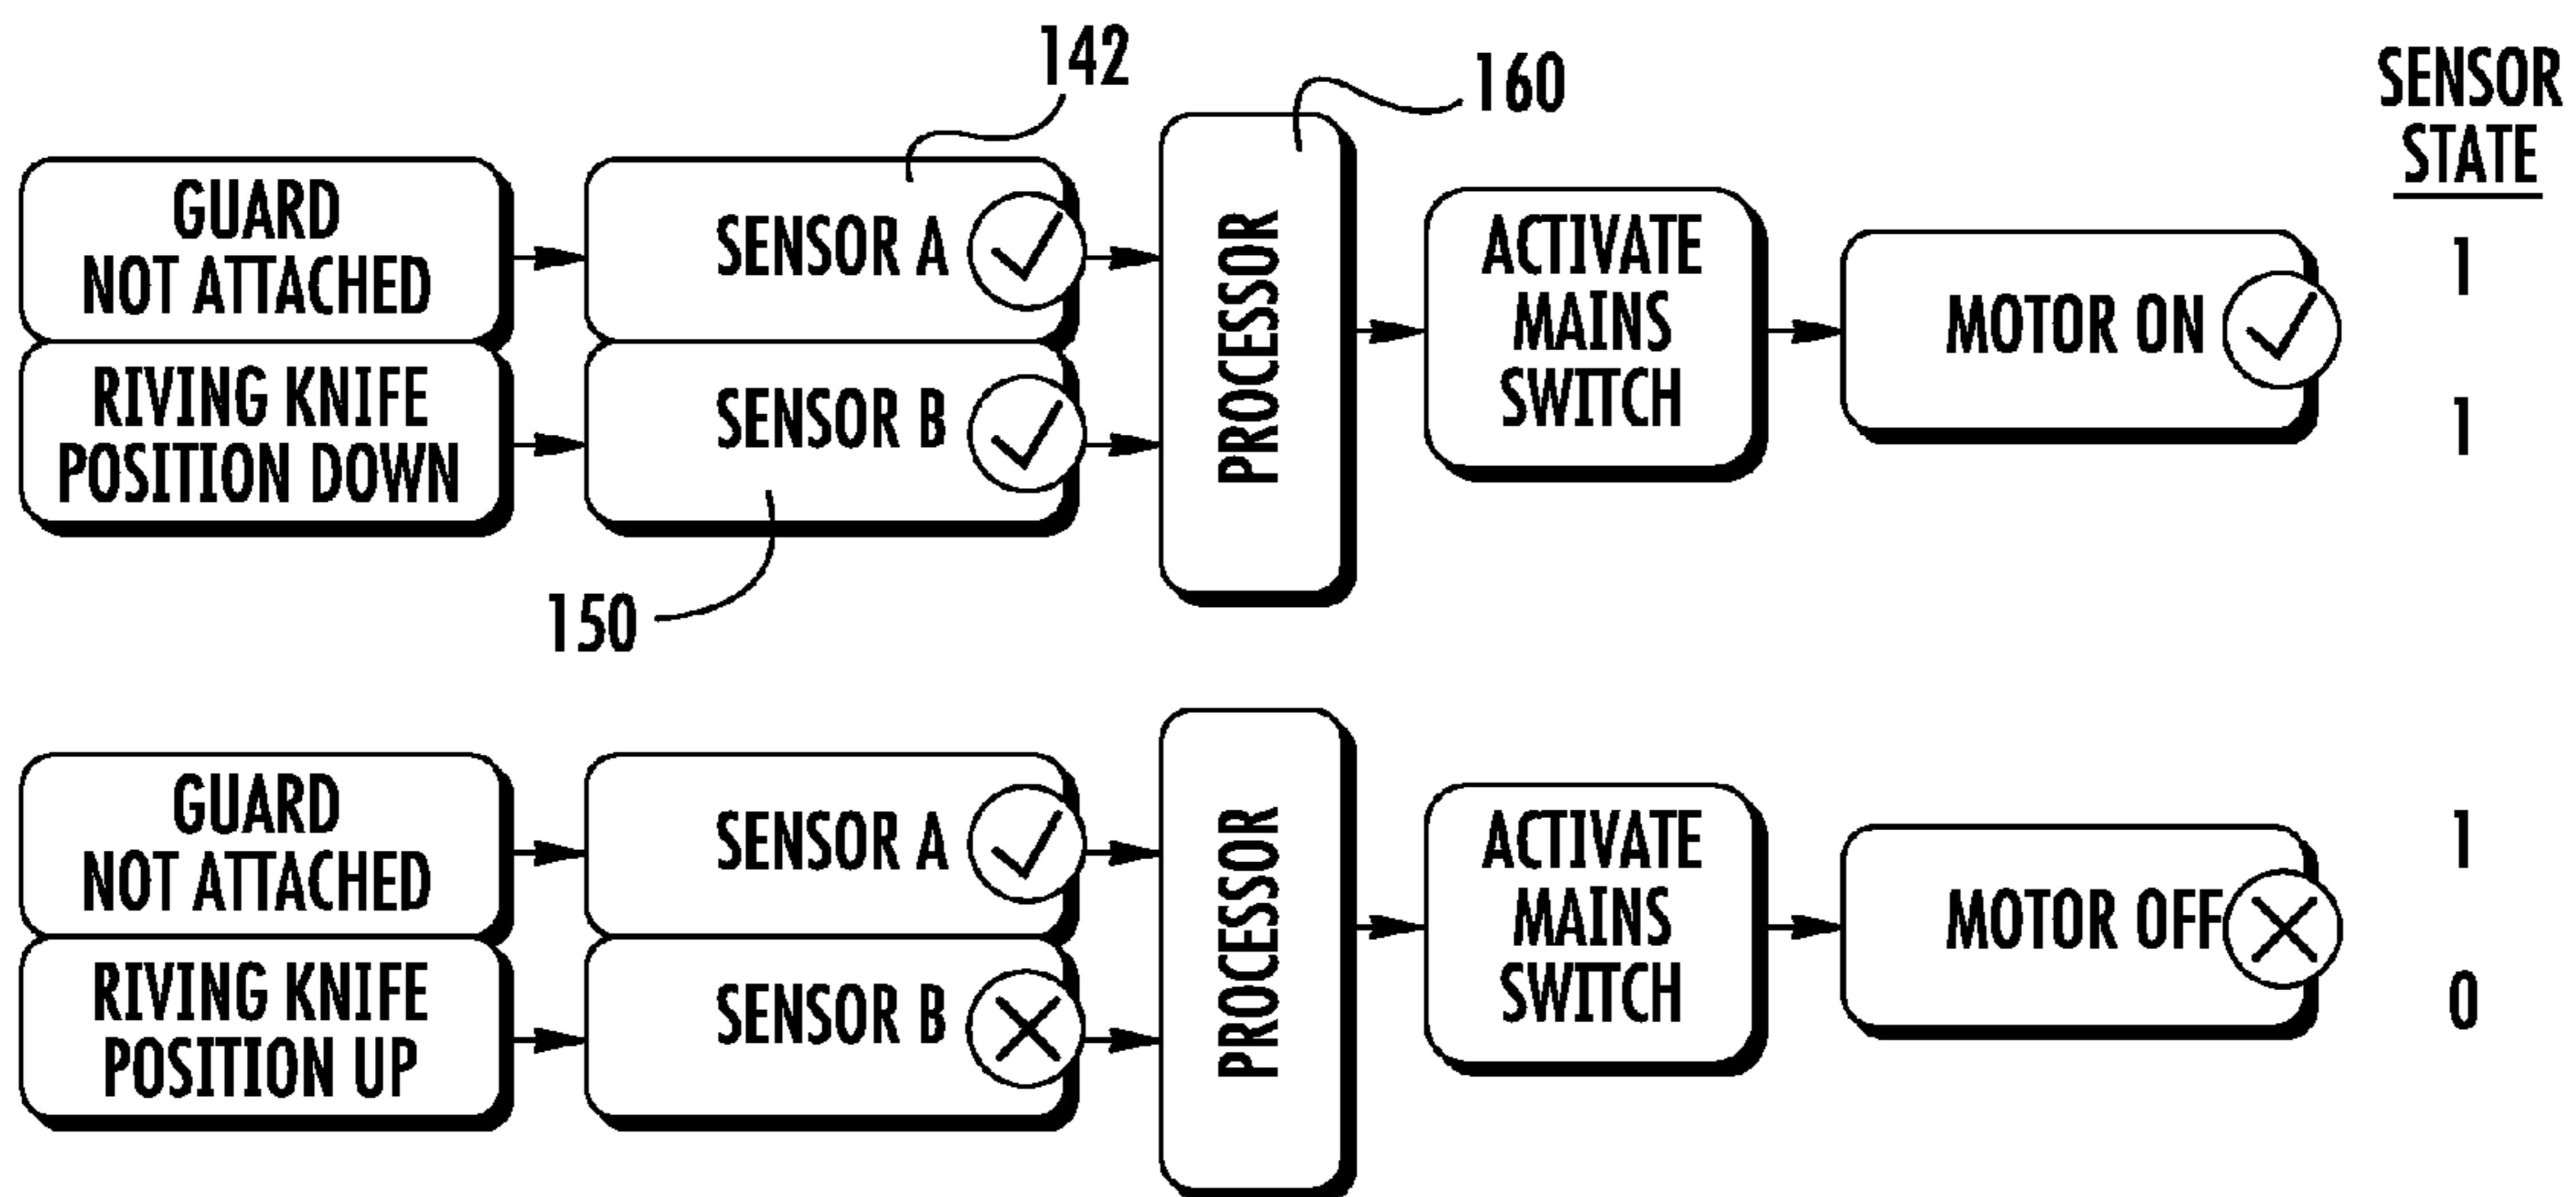 142
160
SENSOR
STATE
GUARD
NOT ATTACHED
SENSOR A
RIVING KNIFE
POSITION DOWN
SENSOR B
PROCESSOR
ACTIVATE
MAINS
SWITCH
MOTOR ON
1
1
150
GUARD
NOT ATTACHED
SENSOR A
RIVING KNIFE
POSITION UP
SENSOR B
PROCESSOR
ACTIVATE
MAINS
SWITCH
MOTOR OFF
1
0